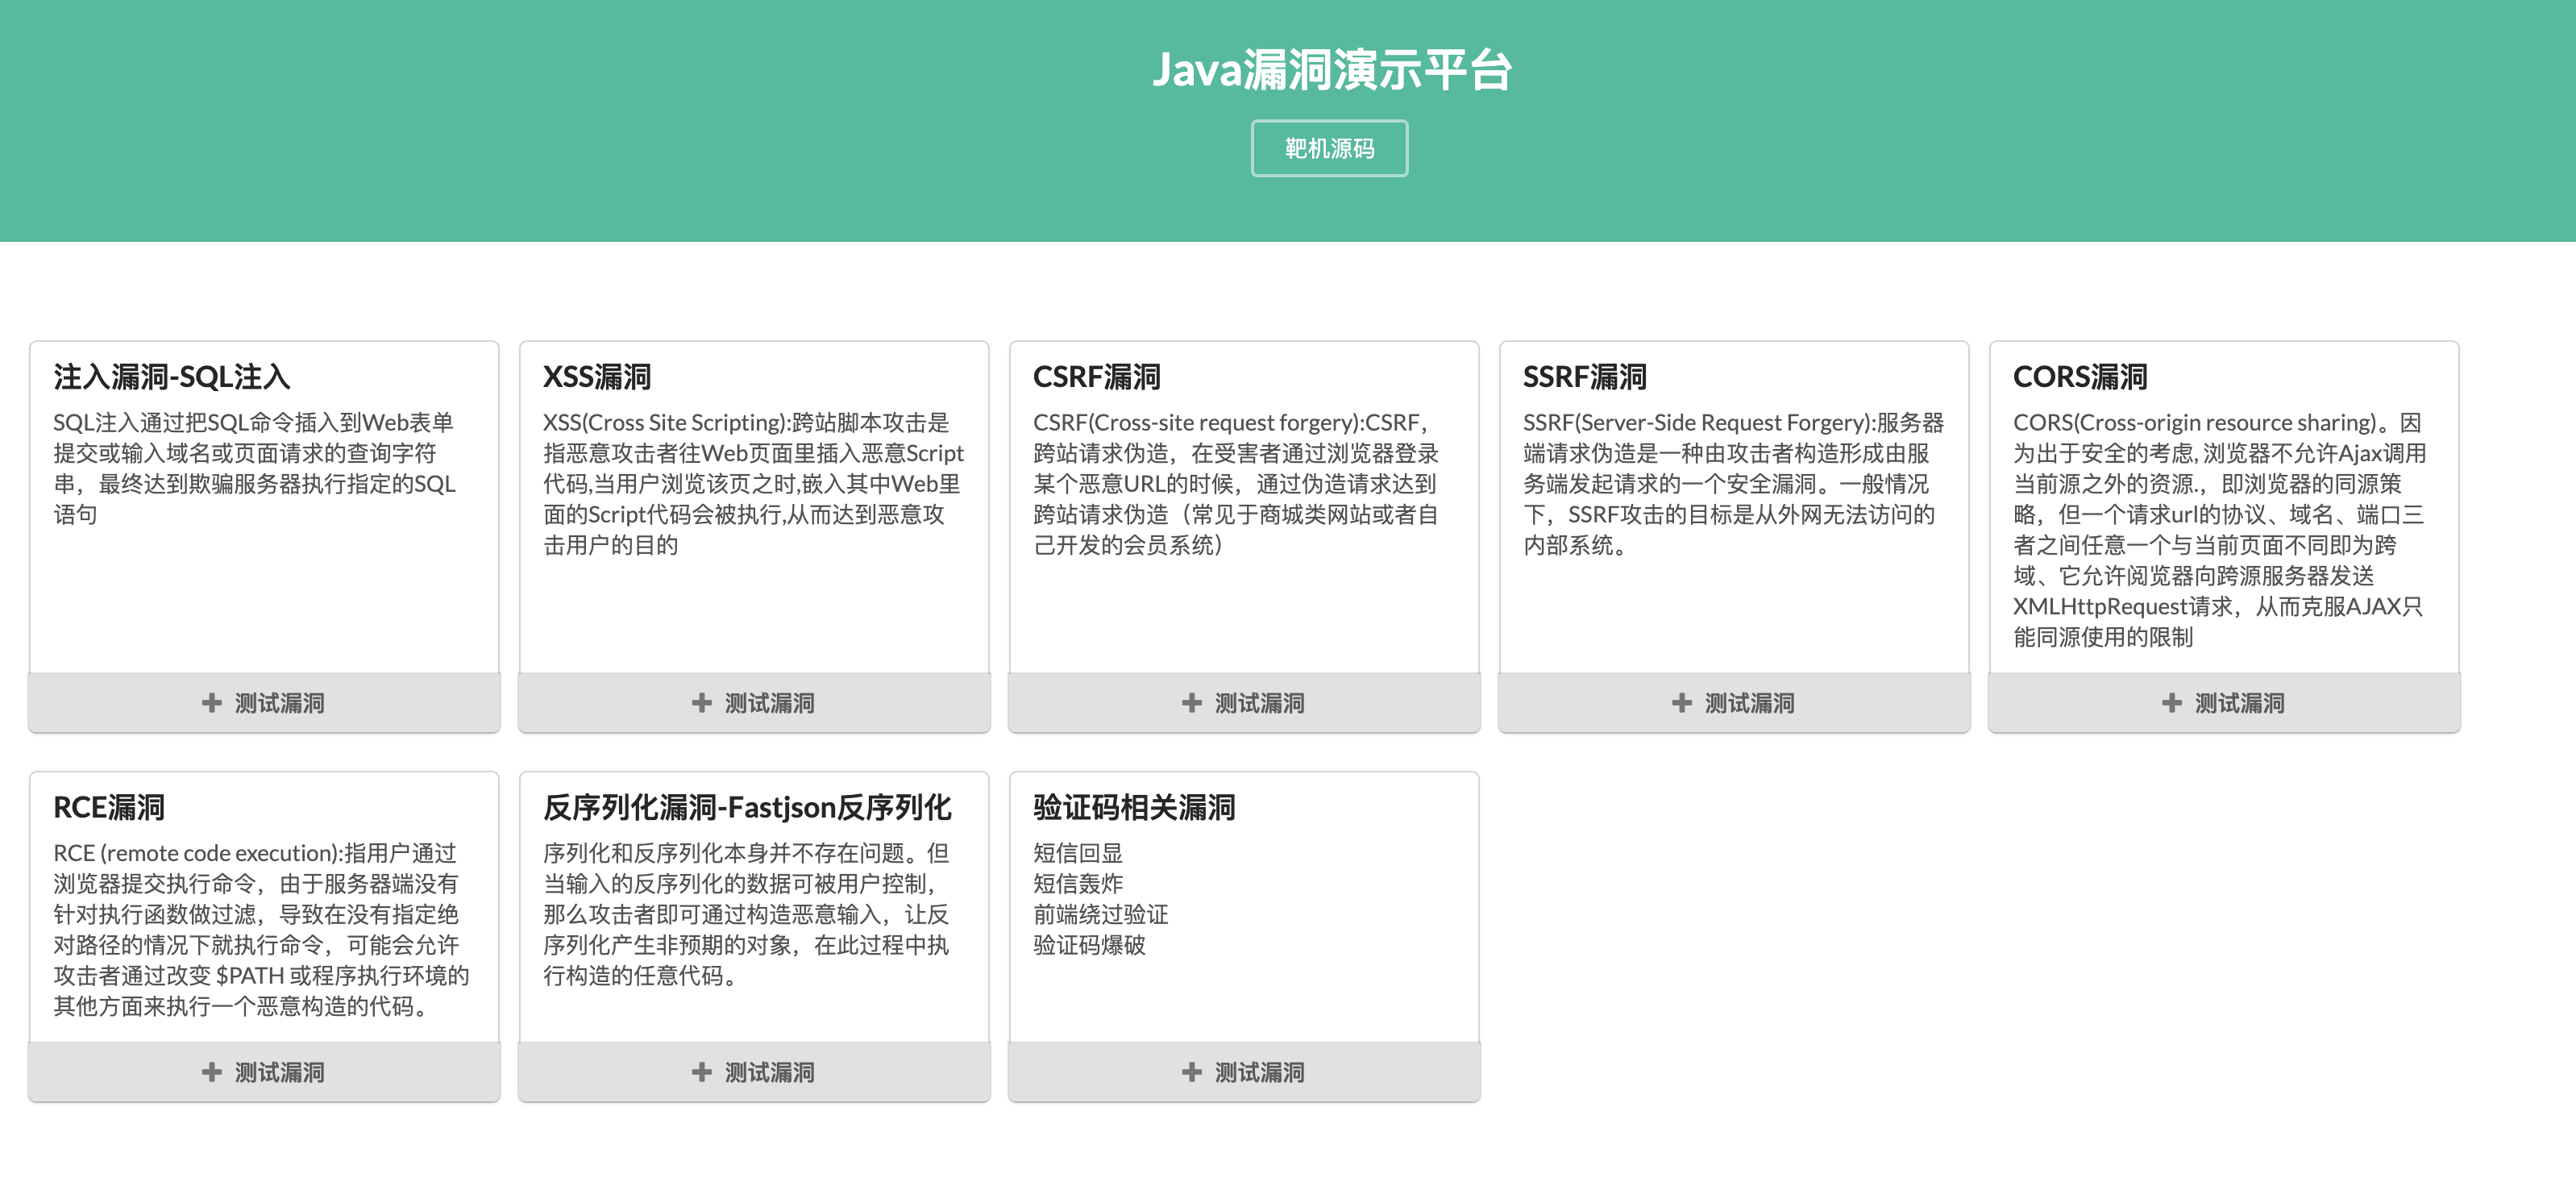 Java漏洞演示平台
靶机源码
注入漏洞-SQL注入
SQL注入通过把SQL命令插入到Web表单
提交或输入域名或页面请求的查询字符
串，最终达到欺骗服务器执行指定的SQL
语句
测试漏洞
XSS漏洞
XSS(Cross Site Scripting):跨站脚本攻击是
指恶意攻击者往Web页面里插入恶意Script
代码,当用户浏览该页之时,嵌入其中Web里
面的Script代码会被执行,从而达到恶意攻
击用户的目的
测试漏洞
CSRF漏洞
CSRF(Cross-site request forgery):CSRF，
跨站请求伪造，在受害者通过浏览器登录
某个恶意URL的时候，通过伪造请求达到
跨站请求伪造（常见于商城类网站或者自
己开发的会员系统）
测试漏洞
SSRF漏洞
SSRF(Server-Side Request Forgery):服务器
端请求伪造是一种由攻击者构造形成由服
务端发起请求的一个安全漏洞。一般情况
下，SSRF攻击的目标是从外网无法访问的
内部系统。
测试漏洞
CORS漏洞
CORS(Cross-origin resource sharing)。因
为出于安全的考虑, 浏览器不允许Ajax调用
当前源之外的资源.，即浏览器的同源策
略，但一个请求url的协议、域名、端口三
者之间任意一个与当前页面不同即为跨
域、它允许阅览器向跨源服务器发送
XMLHttpRequest请求，从而克服AJAX只
能同源使用的限制
测试漏洞
RCE漏洞
RCE (remote code execution):指用户通过
浏览器提交执行命令，由于服务器端没有
针对执行函数做过滤，导致在没有指定绝
对路径的情况下就执行命令，可能会允许
攻击者通过改变 $PATH 或程序执行环境的
其他方面来执行一个恶意构造的代码。
测试漏洞
反序列化漏洞-Fastjson反序列化
序列化和反序列化本身并不存在问题。但
当输入的反序列化的数据可被用户控制，
那么攻击者即可通过构造恶意输入，让反
序列化产生非预期的对象，在此过程中执
行构造的任意代码。
测试漏洞
验证码相关漏洞
短信回显
短信轰炸
前端绕过验证
验证码爆破
测试漏洞